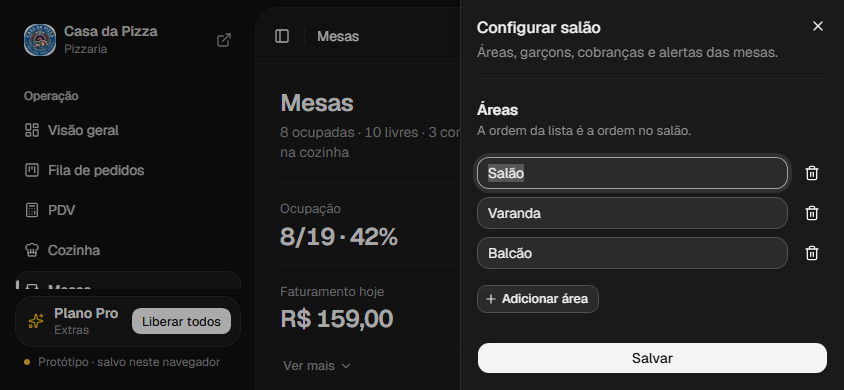 Casa da Pizza
Pizzaria
Operação
Visão geral
Fila de pedidos
PDV
Cozinha
Mesas
Plano Pro
Extras
Liberar todos
Protótipo · salvo neste navegador
Mesas
Mesas
8 ocupadas · 10 livres · 3 con
na cozinha
Ocupação
8/19 · 42%
Faturamento hoje
R$ 159,00
Ver mais
Configurar salão
Áreas, garçons, cobranças e alertas das mesas.
Áreas
A ordem da lista é a ordem no salão.
Salão
Varanda
Balcão
+ Adicionar área
Salvar